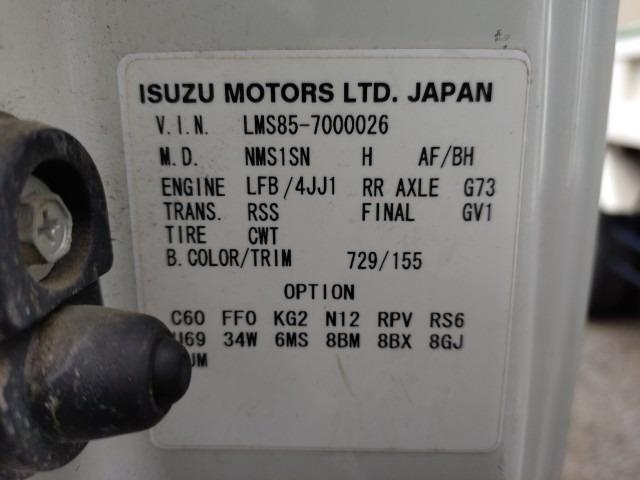 ISUZU MOTORS LTD. JAPAN
V.I.N. LMS85-7000026
M.D. NMS1SN H AF/BH
ENGINE LFB/4JJ1 RR AXLE G73
TRANS. RSS FINAL GV1
TIRE CWT
B.COLOR/TRIM 729/155
OPTION
C60 FF0 KG2 N12 RPV RS6
34W 6MS 8BM 8BX 8GJ